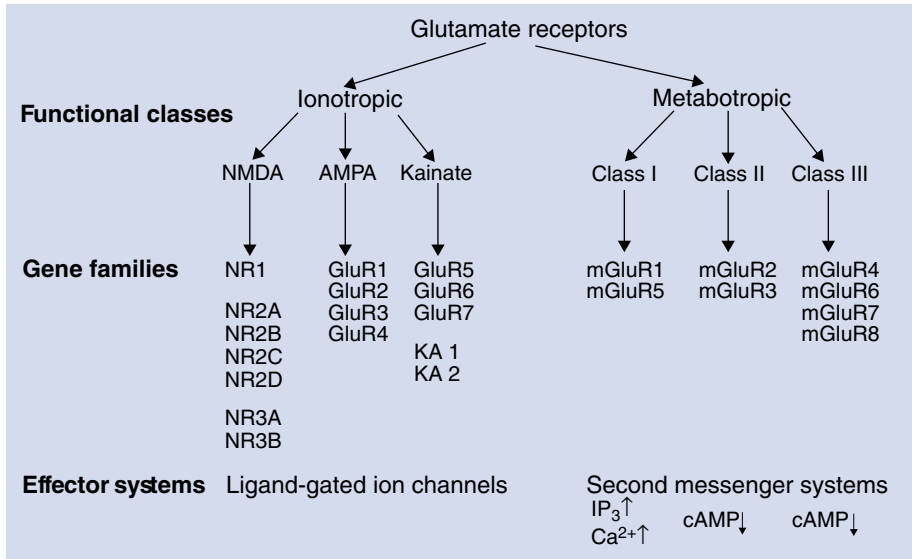 Glutamate receptors
Functional classes
Ionotropic
Metabotropic
NMDA AMPA Kainate Class I Class II Class III
Gene families
NR1 GluR1 GluR5 mGluR1 mGluR2 mGluR4
GluR2 GluR6 mGluR5 mGluR3 mGluR6
NR2A GluR3 GluR7 mGluR7
NR2B GluR4 mGluR8
NR2C KA 1
NR2D KA 2
NR3A
NR3B
Effector systems Ligand-gated ion channels Second messenger systems
IP₃↑ cAMP↓ cAMP↓
Ca²⁺↑